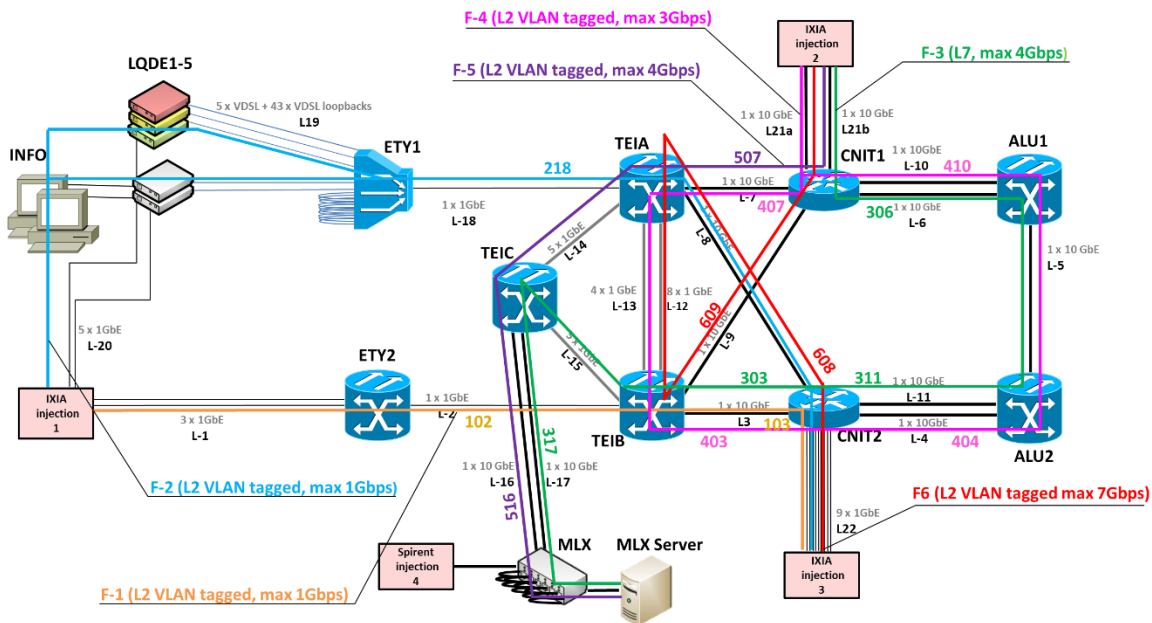 F-4 (L2 VLAN tagged, max 3Gbps)
IXIA
injection
2
F-3 (L7, max 4Gbps)
LQDE1-5
F-5 (L2 VLAN tagged, max 4Gbps)
5 x VDSL + 43 x VDSL loopbacks
L19
1 x 10 GbE
L21a
1 x 10 GbE
L21b
INFO
ETY1
TEIA
507
CNIT1
1 x 10GbE
L-10
410
ALU1
218
1 x 10 GbE
L-7
407
306
1 x 10GbE
L-6
1 x 1GbE
L-18
1 x 10GbE
L-8
5 x 1GbE
L-14
TEIC
1 x 10 GbE
L-5
4 x 1 GbE
L-13
8 x 1 GbE
L-12
609
1 x 10 GbE
L-9
5 x 1GbE
L-20
5 x 1GbE
L-15
608
ETY2
303
311
1 x 10 GbE
L-11
IXIA
injection
1
3 x 1GbE
L-1
1 x 1GbE
L-2
102
1 x 10 GbE
L3
103
TEIB
403
CNIT2
1 x 10GbE
L-4
404
ALU2
317
1 x 10 GbE
L-16
1 x 10 GbE
L-17
516
F-2 (L2 VLAN tagged, max 1Gbps)
F6 (L2 VLAN tagged max 7Gbps)
9 x 1GbE
L22
Spirent
injection
4
MLX
MLX Server
IXIA
injection
3
F-1 (L2 VLAN tagged, max 1Gbps)